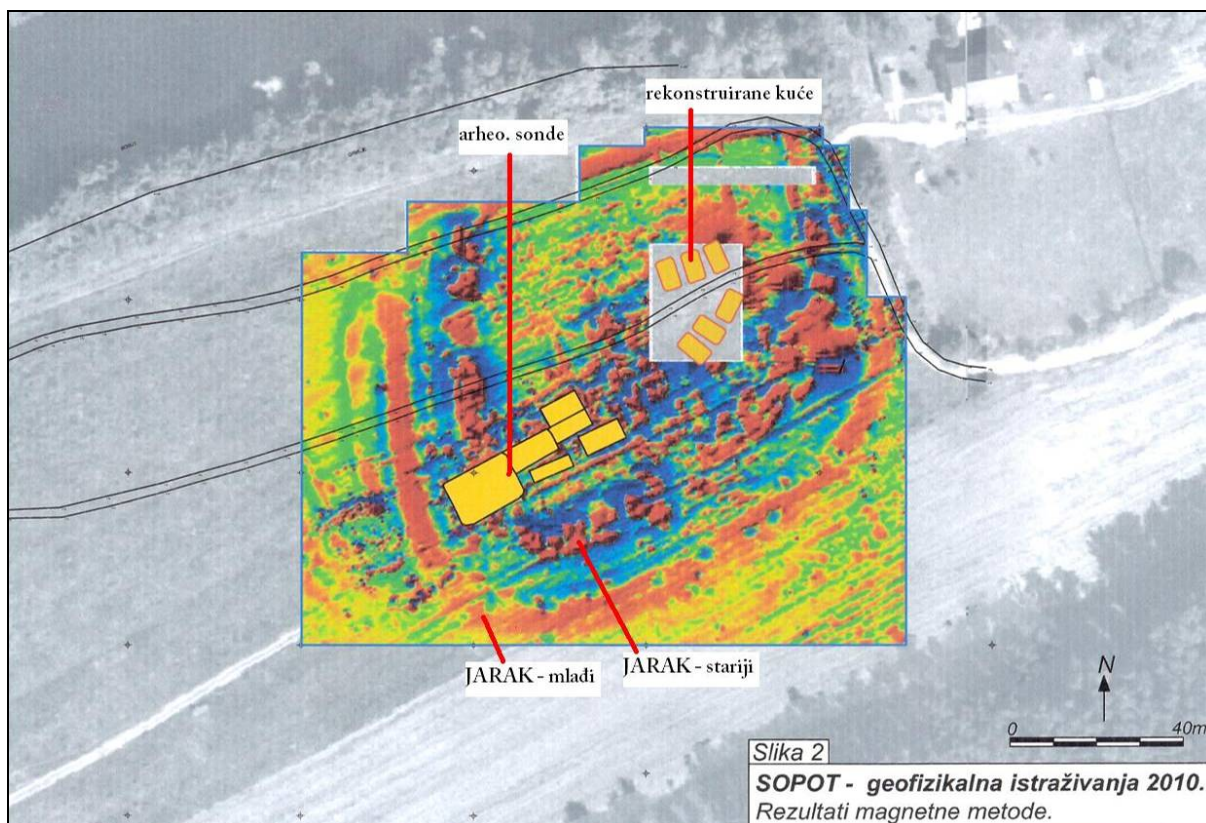 rekonstruirane kuće
arheo. sonde
JARAK - mlađi
JARAK - stariji
N
0 40m
Slika 2
SOPOT - geofizikalna istraživanja 2010.
Rezultati magnetne metode.